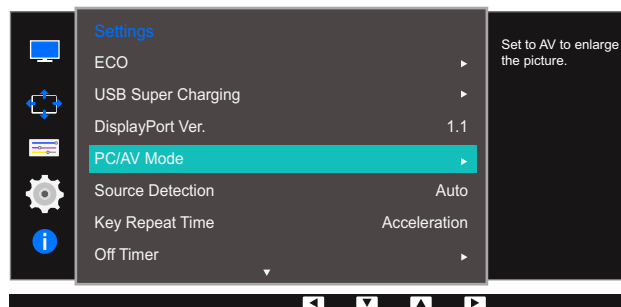 Settings
ECO
USB Super Charging
DisplayPort Ver. 1.1
PC/AV Mode
Source Detection Auto
Key Repeat Time Acceleration
Off Timer
Set to AV to enlarge
the picture.